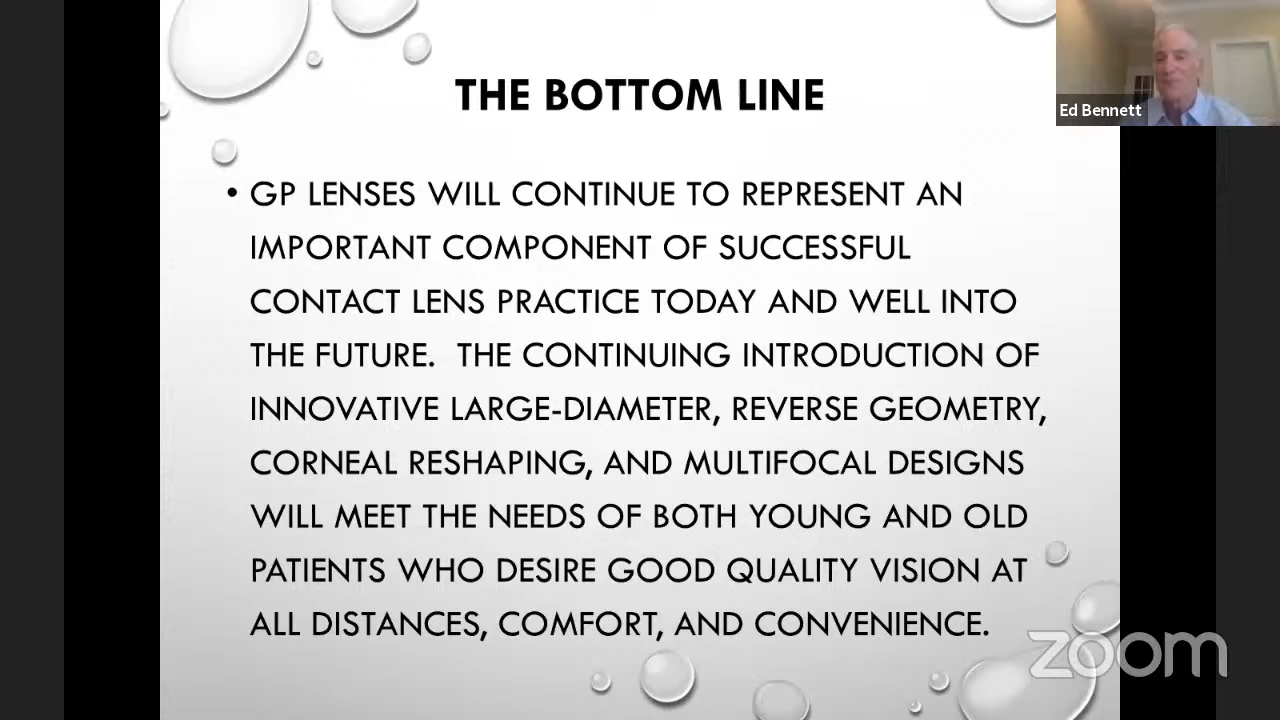 THE BOTTOM LINE
Ed Bennett
• GP LENSES WILL CONTINUE TO REPRESENT AN
IMPORTANT COMPONENT OF SUCCESSFUL
CONTACT LENS PRACTICE TODAY AND WELL INTO
THE FUTURE.  THE CONTINUING INTRODUCTION OF
INNOVATIVE LARGE-DIAMETER, REVERSE GEOMETRY,
CORNEAL RESHAPING, AND MULTIFOCAL DESIGNS
WILL MEET THE NEEDS OF BOTH YOUNG AND OLD
PATIENTS WHO DESIRE GOOD QUALITY VISION AT
ALL DISTANCES, COMFORT, AND CONVENIENCE.
zoom